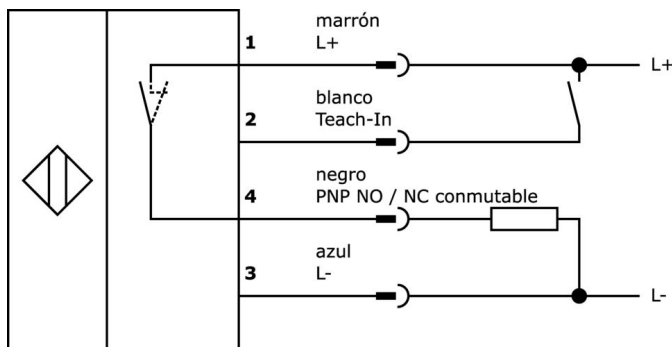 marrón
1 L+
L+
blanco
2 Teach-In
negro
4 PNP NO / NC conmutable
azul
3 L-
L-